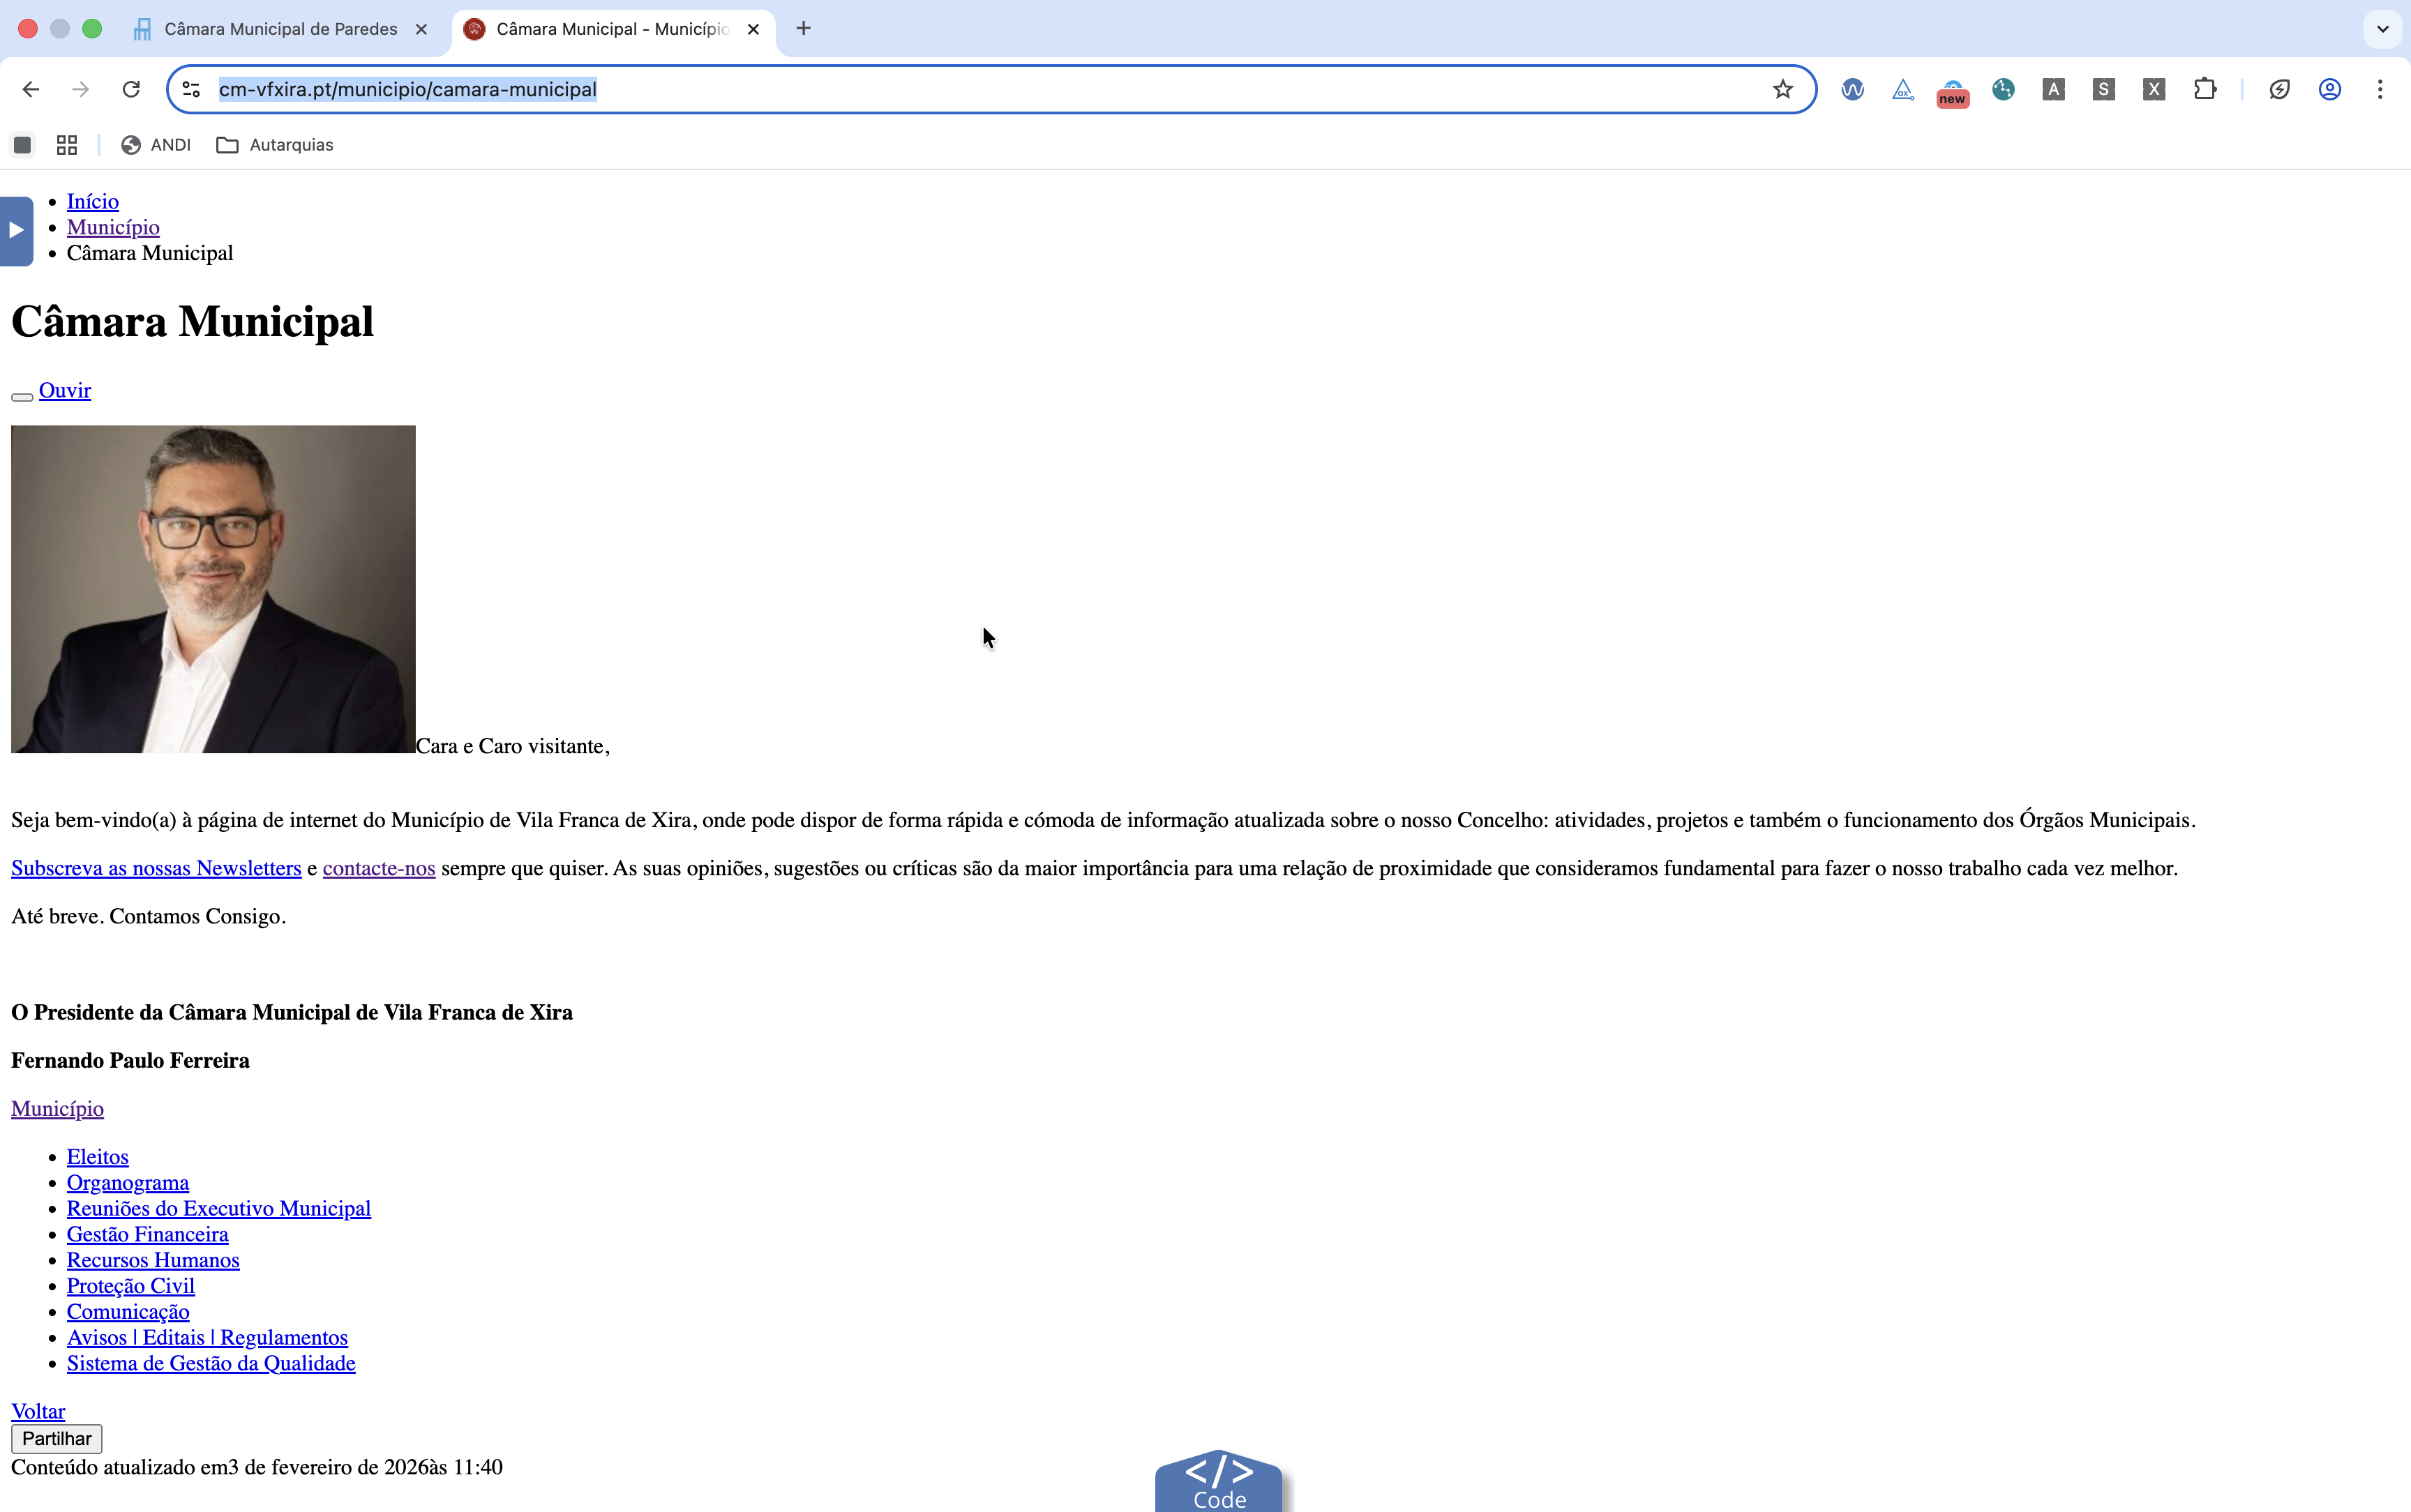 Câmara Municipal de Paredes
Câmara Municipal - Município
cm-vfxira.pt/municipio/camara-municipal
ax
new
A
S
X
ANDI
Autarquias
Início
Município
Câmara Municipal
Câmara Municipal
Ouvir
Cara e Caro visitante,
Seja bem-vindo(a) à página de internet do Município de Vila Franca de Xira, onde pode dispor de forma rápida e cómoda de informação atualizada sobre o nosso Concelho: atividades, projetos e também o funcionamento dos Órgãos Municipais.
Subscreva as nossas Newsletters e contacte-nos sempre que quiser. As suas opiniões, sugestões ou críticas são da maior importância para uma relação de proximidade que consideramos fundamental para fazer o nosso trabalho cada vez melhor.
Até breve. Contamos Consigo.
O Presidente da Câmara Municipal de Vila Franca de Xira
Fernando Paulo Ferreira
Município
Eleitos
Organograma
Reuniões do Executivo Municipal
Gestão Financeira
Recursos Humanos
Proteção Civil
Comunicação
Avisos | Editais | Regulamentos
Sistema de Gestão da Qualidade
Voltar
Partilhar
Conteúdo atualizado em3 de fevereiro de 2026às 11:40
</>
Code